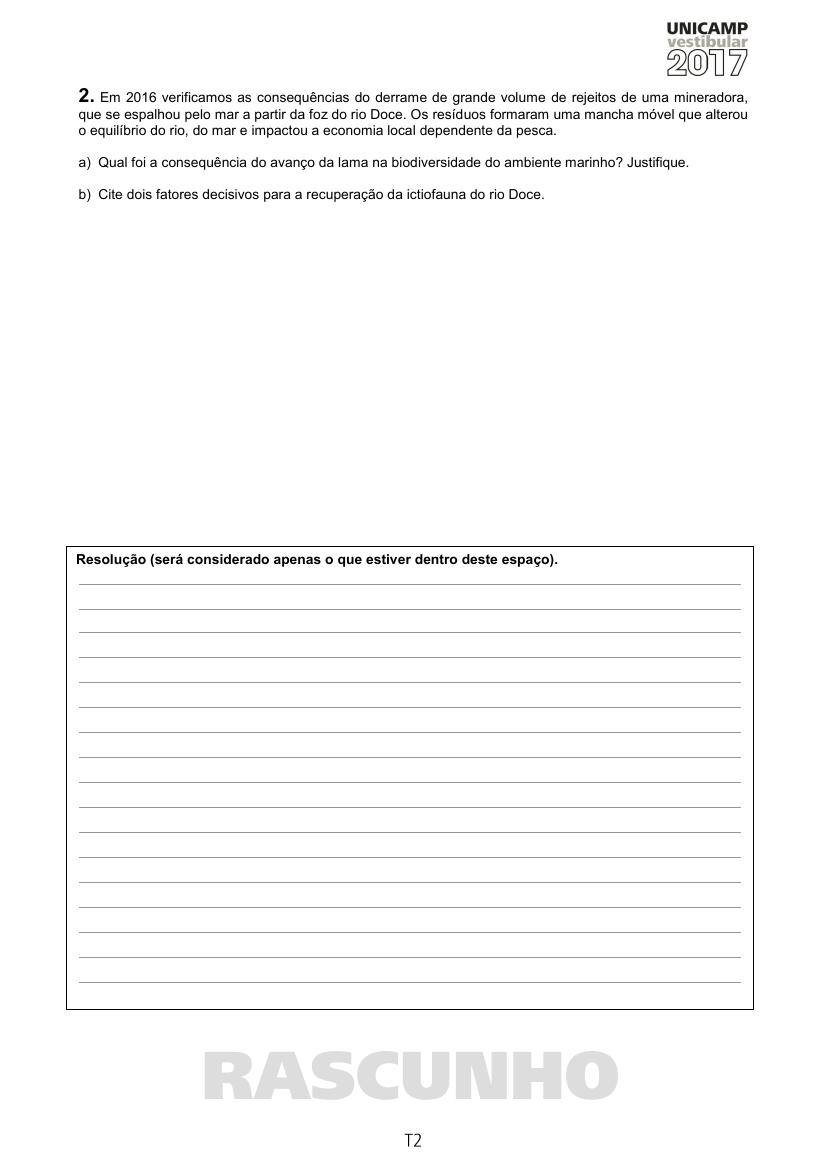 UNICAMP
vestibular
2017
2. Em 2016 verificamos as consequências do derrame de grande volume de rejeitos de uma mineradora,
que se espalhou pelo mar a partir da foz do rio Doce. Os resíduos formaram uma mancha móvel que alterou
o equilíbrio do rio, do mar e impactou a economia local dependente da pesca.
a) Qual foi a consequência do avanço da lama na biodiversidade do ambiente marinho? Justifique.
b) Cite dois fatores decisivos para a recuperação da ictiofauna do rio Doce.
Resolução (será considerado apenas o que estiver dentro deste espaço).
RASCUNHO
T2